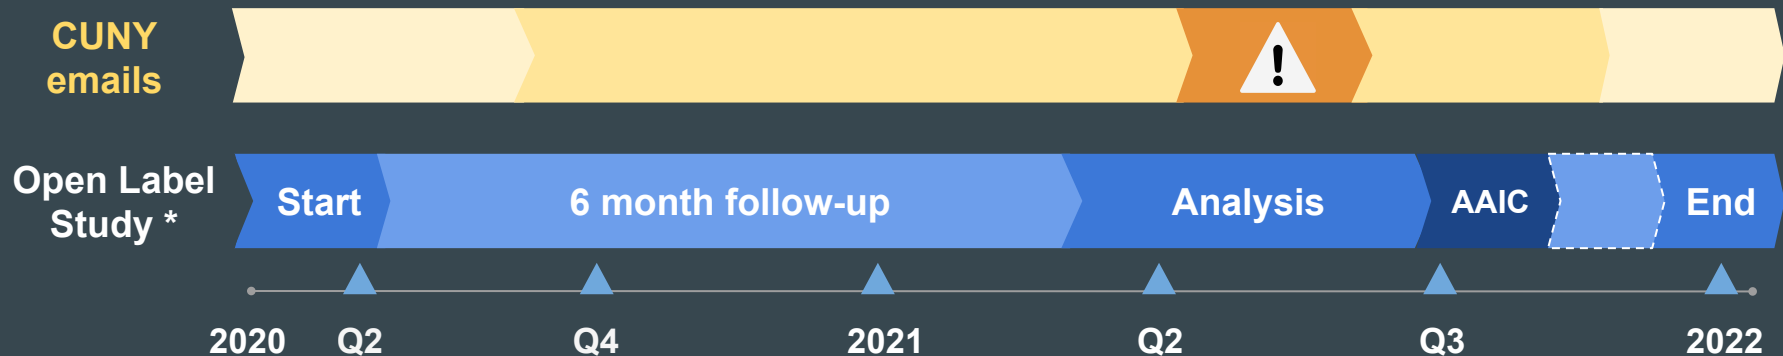 CUNY
emails
!
Open Label
Study *
Start
6 month follow-up
Analysis
AAIC
End
2020 Q2 Q4 2021 Q2 Q3 2022